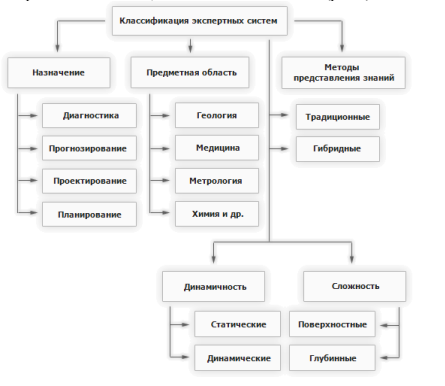 Классификация экспертных систем
Назначение
Предметная область
Методы
представления знаний
Диагностика
Прогнозирование
Проектирование
Планирование
Геология
Медицина
Метрология
Химия и др.
Традиционные
Гибридные
Динамичность
Сложность
Статические
Динамические
Поверхностные
Глубинные